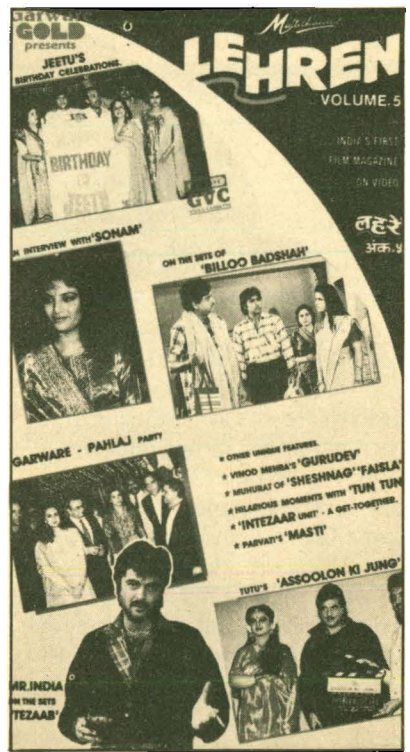 Garware
GOLD
presents
JEETU'S
BIRTHDAY CELEBRATIONS.
BIRTHDAY
JEETU
LEHREN
VOLUME.5
INDIA'S FIRST
FILM MAGAZINE
ON VIDEO
लहरें
अंक.५
GVC
N INTERVIEW WITH 'SONAM'
ON THE SETS OF
'BILLOO BADSHAH'
GARWARE - PAHLAJ PARTY
★ OTHER UNIQUE FEATURES.
★ VINOD MEHRA'S 'GURUDEV'
★ MUHURAT OF 'SHESHNAG' 'FAISLA'
★ HILARIOUS MOMENTS WITH 'TUN TUN
★ 'INTEZAAR UNIT' - A GET-TOGETHER.
★ PARVATI'S 'MASTI'
TUTU'S 'ASSOOLON KI JUNG'
MR.INDIA
ON THE SETS
'TEZAAB'